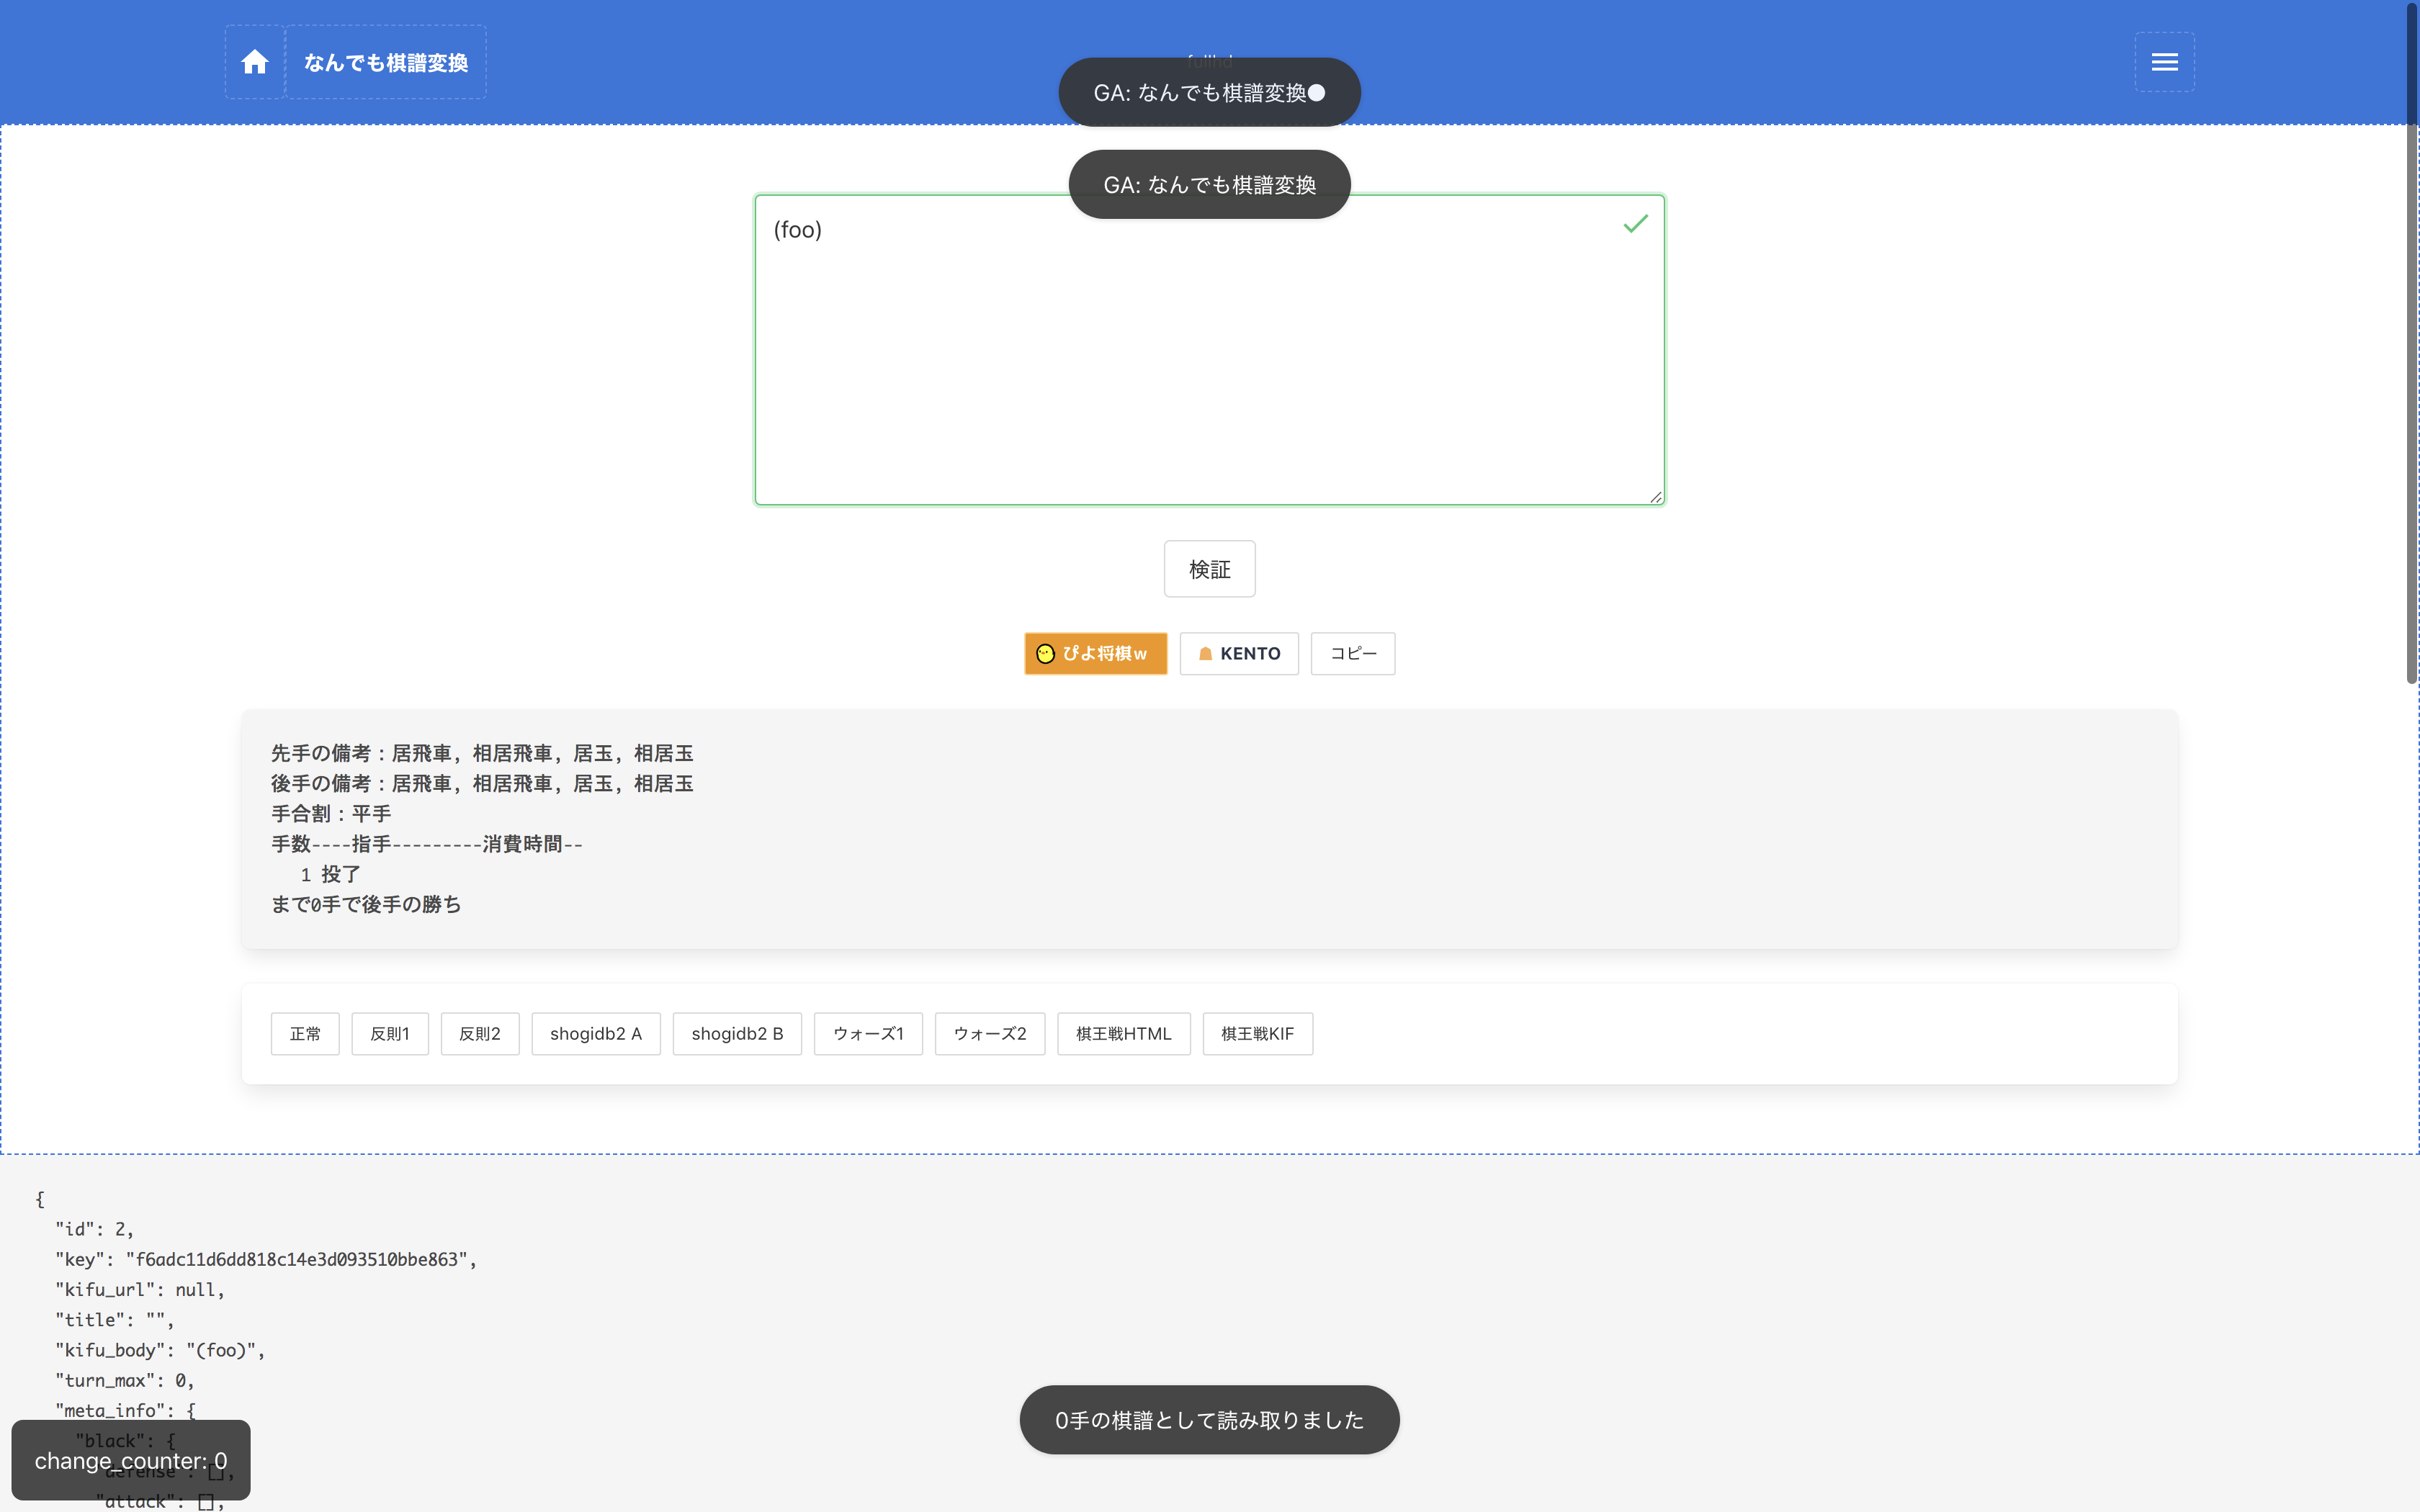 なんでも棋譜変換
fullhd
GA: なんでも棋譜変換
GA: なんでも棋譜変換
(foo)
検証
ぴよ将棋w
KENTO
コピー
先手の備考：居飛車, 相居飛車, 居玉, 相居玉
後手の備考：居飛車, 相居飛車, 居玉, 相居玉
手合割：平手
手数----指手---------消費時間--
1 投了
まで0手で後手の勝ち
正常 反則1 反則2 shogidb2 A shogidb2 B ウォーズ1 ウォーズ2 棋王戦HTML 棋王戦KIF
{
"id": 2,
"key": "f6adc11d6dd818c14e3d093510bbe863",
"kifu_url": null,
"title": "",
"kifu_body": "(foo)",
"turn_max": 0,
"meta_info": {
"black": {
"defense": [],
"attack": [],
change_counter: 0
0手の棋譜として読み取りました